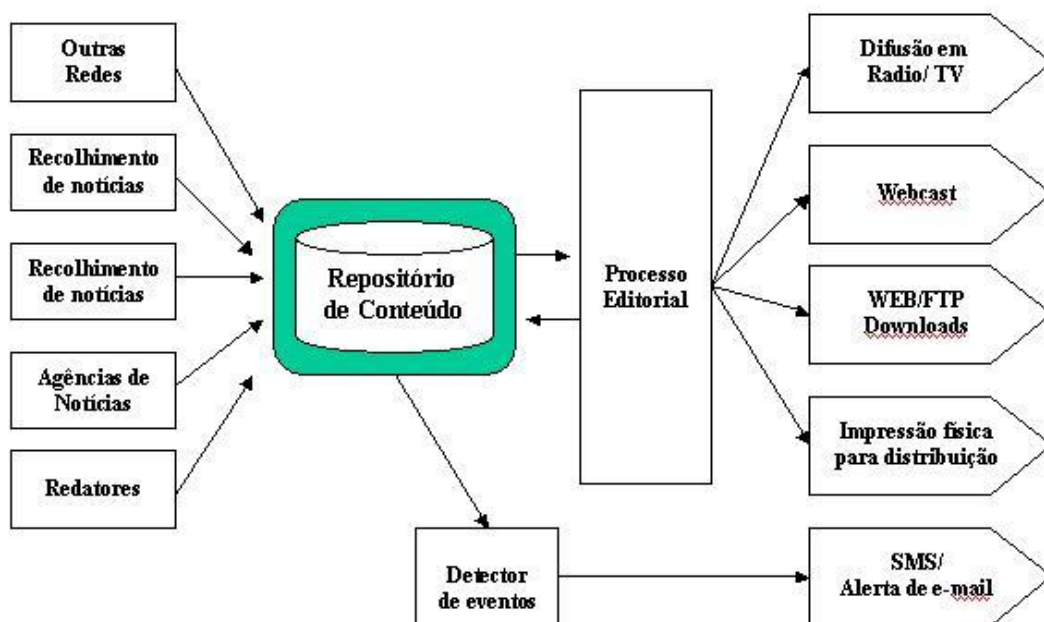 Outras
Redes
Recolhimento
de notícias
Recolhimento
de notícias
Agências de
Notícias
Redatores
Repositório
de Conteúdo
Processo
Editorial
Detector
de eventos
Difusão em
Radio/ TV
Webcast
WEB/FTP
Downloads
Impressão física
para distribuição
SMS/
Alerta de e-mail